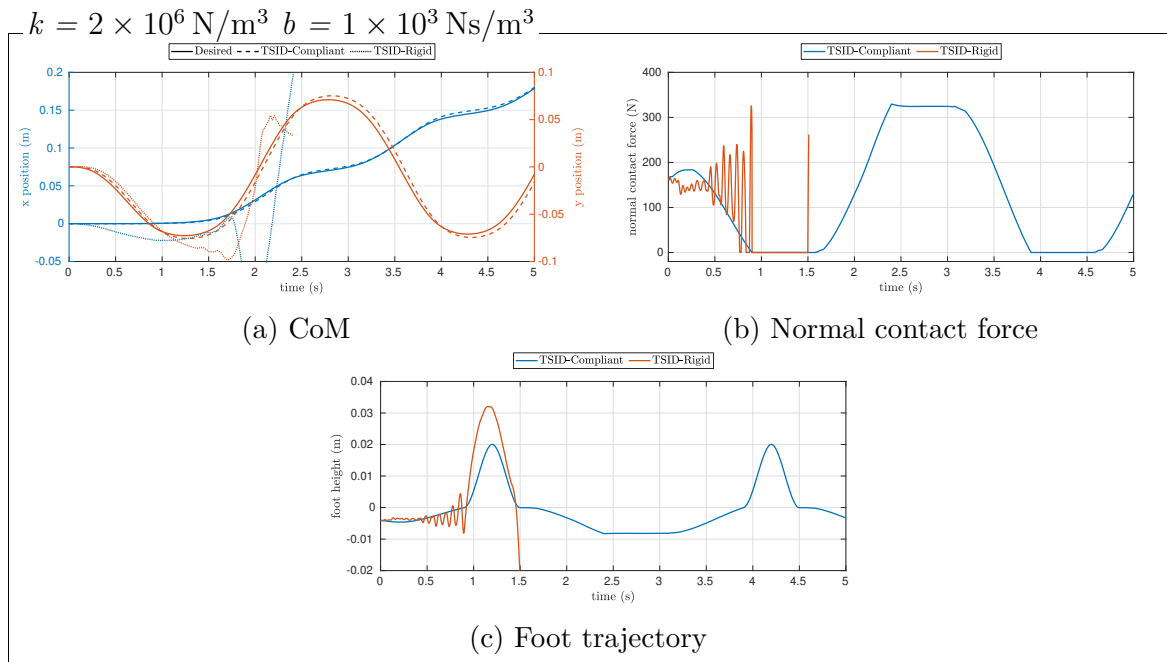 k = 2 × 10⁶ N/m³ b = 1 × 10³ Ns/m³
Desired TSID-Compliant TSID-Rigid
0.2 0.15 0.1 0.05 0 -0.05
x position (m)
0.1 0.05 0 -0.05 -0.1
y position (m)
0 0.5 1 1.5 2 2.5 3 3.5 4 4.5 5
time (s)
(a) CoM
TSID-Compliant TSID-Rigid
400 300 200 100 0
normal contact force (N)
0 0.5 1 1.5 2 2.5 3 3.5 4 4.5 5
time (s)
(b) Normal contact force
TSID-Compliant TSID-Rigid
0.04 0.03 0.02 0.01 0 -0.01 -0.02
foot height (m)
0 0.5 1 1.5 2 2.5 3 3.5 4 4.5 5
time (s)
(c) Foot trajectory